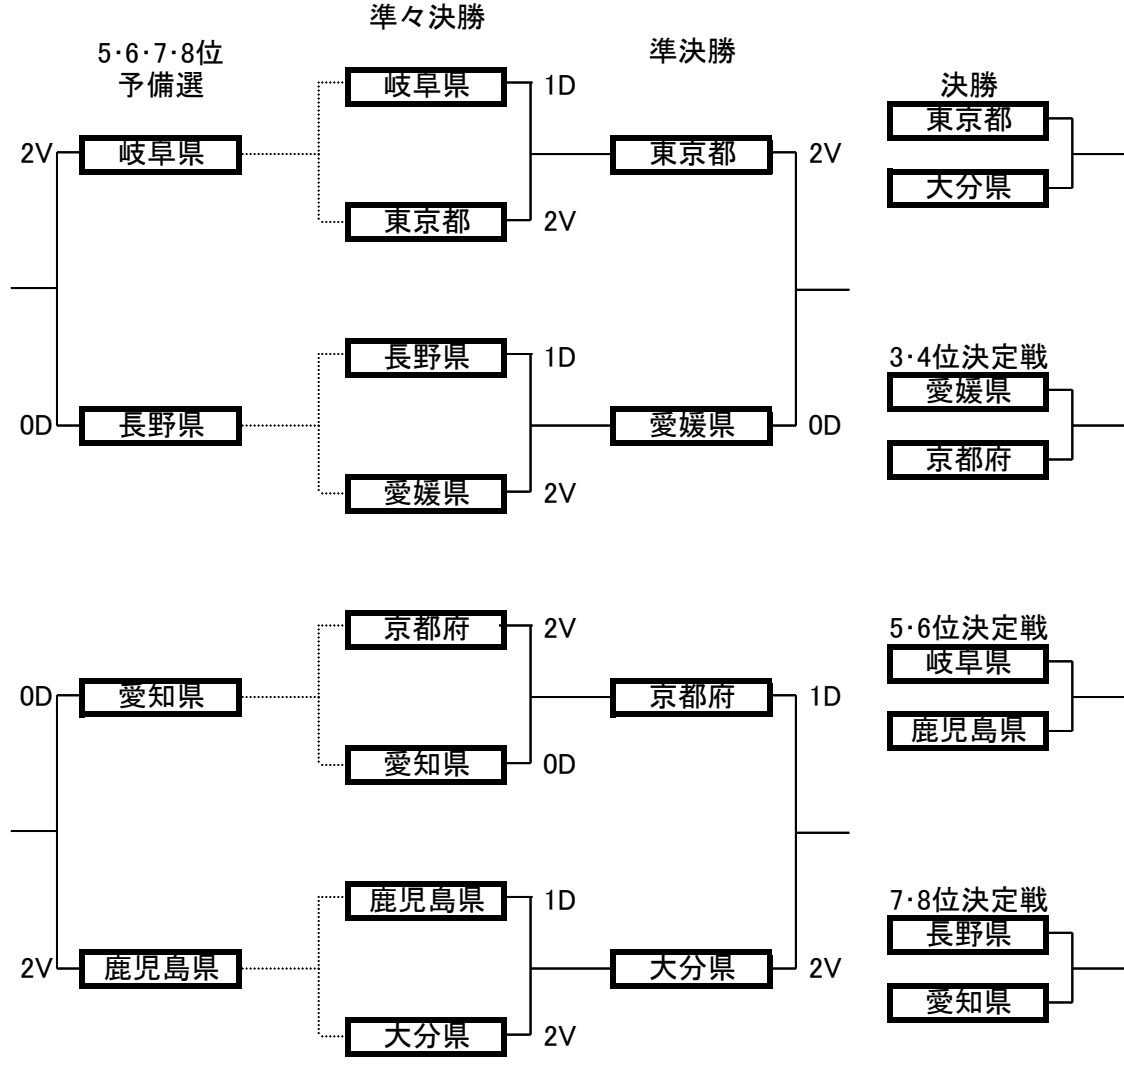 準々決勝
5・6・7・8位
予備選
準決勝
決勝
岐阜県
1D
東京都
2V
岐阜県
東京都
2V
大分県
東京都
2V
長野県
1D
3・4位決定戦
愛媛県
0D
長野県
愛媛県
0D
京都府
愛媛県
2V
京都府
2V
5・6位決定戦
岐阜県
0D
愛知県
京都府
1D
鹿児島県
愛知県
0D
鹿児島県
1D
7・8位決定戦
長野県
2V
鹿児島県
大分県
2V
愛知県
大分県
2V